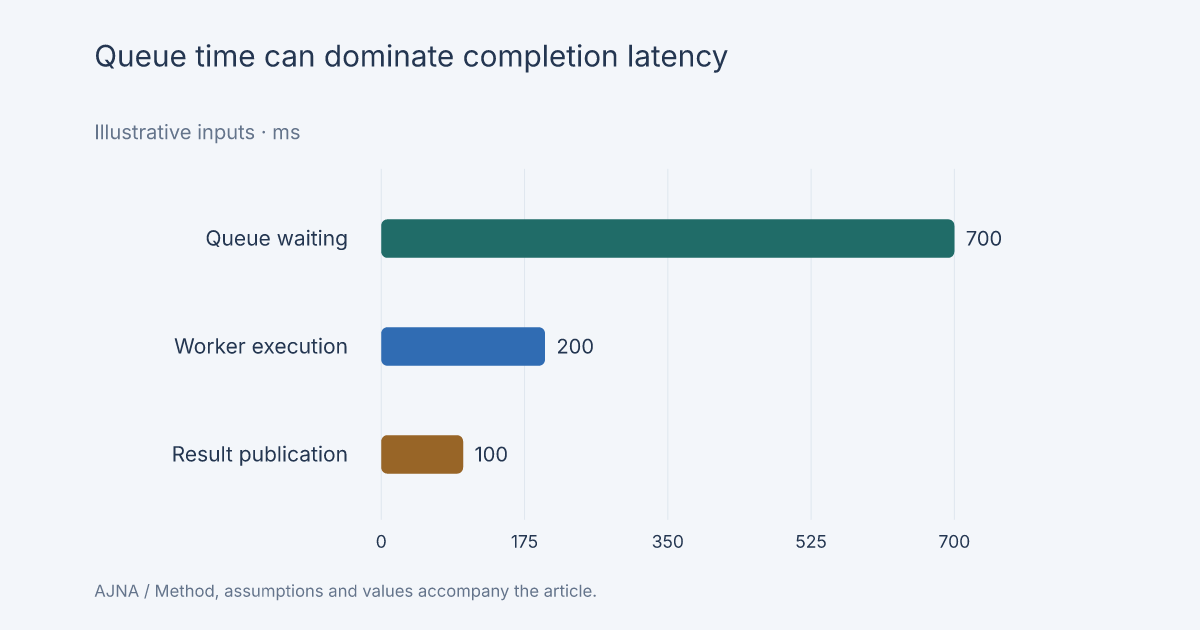 Queue time can dominate completion latency
Illustrative inputs · ms
Queue waiting
700
Worker execution
200
Result publication
100
0 175 350 525 700
AJNA / Method, assumptions and values accompany the article.